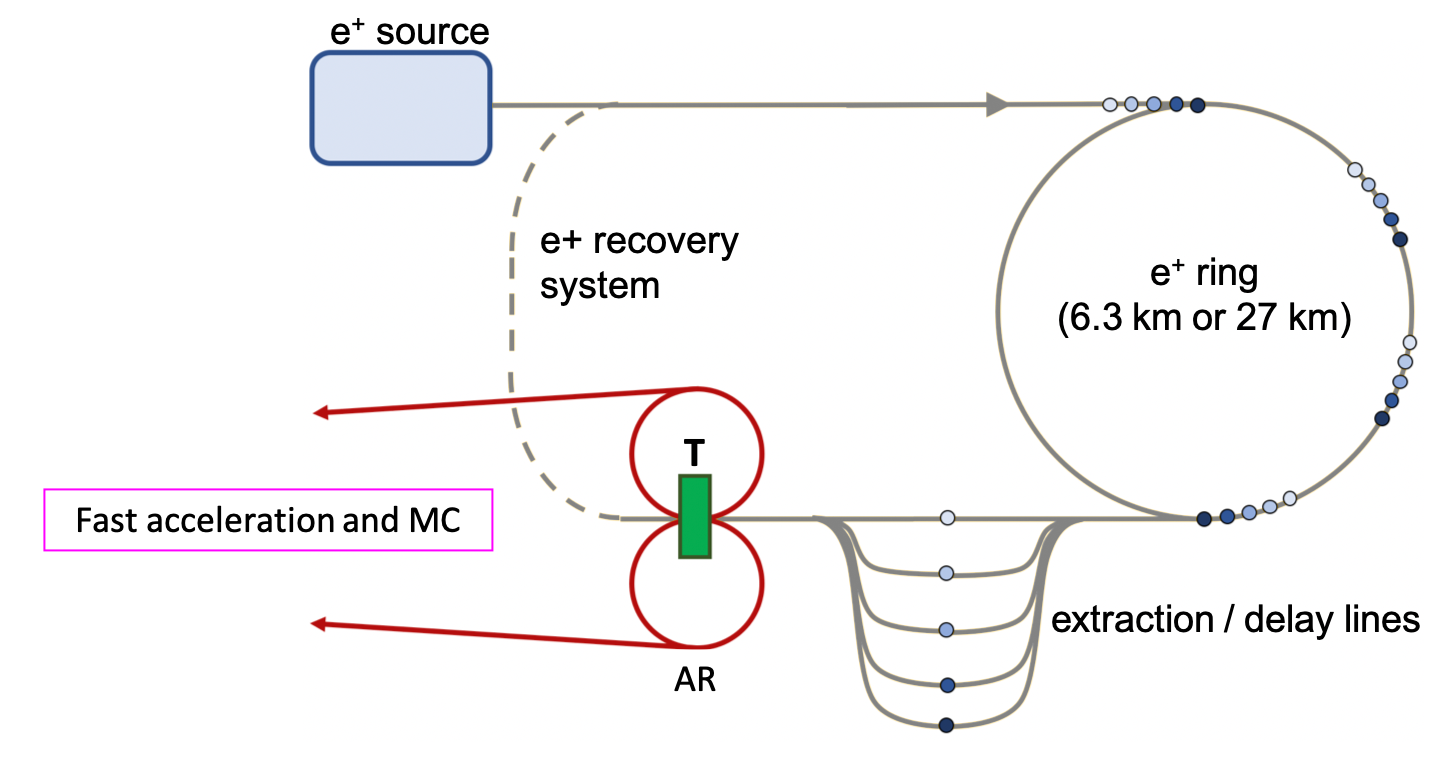 e⁺ source
e+ recovery
system
e⁺ ring
(6.3 km or 27 km)
T
Fast acceleration and MC
extraction / delay lines
AR